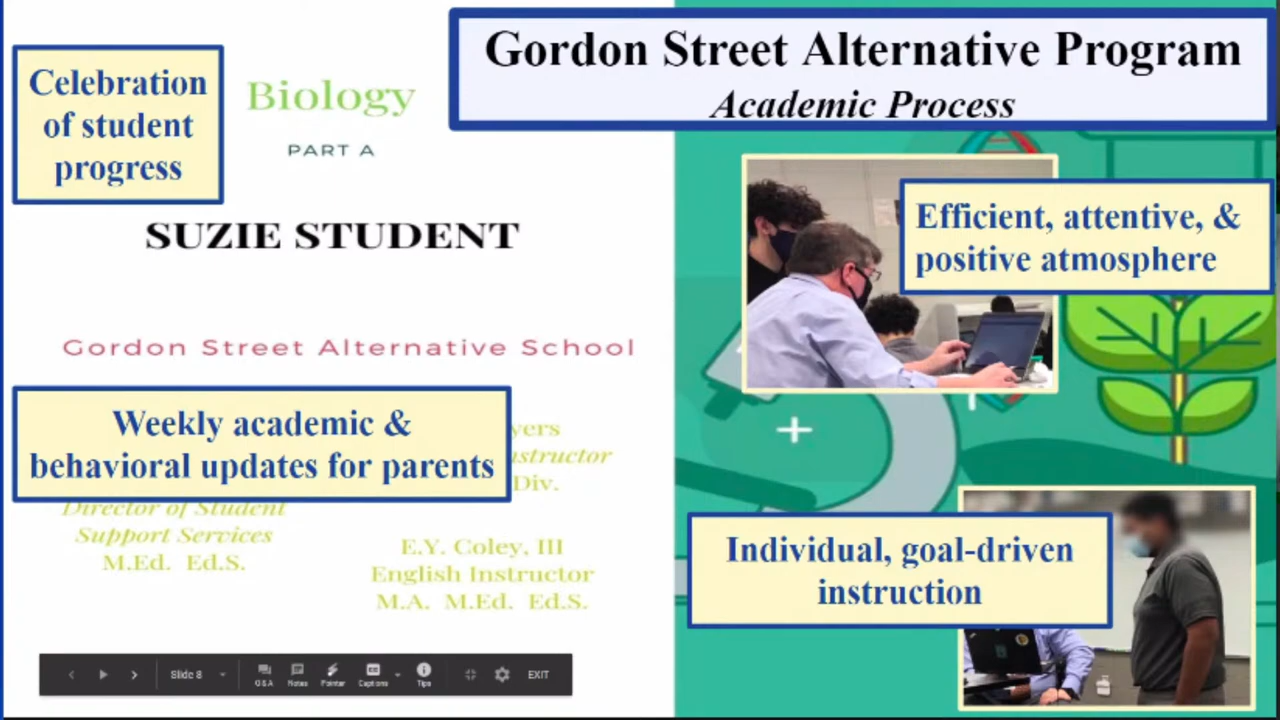 Gordon Street Alternative Program
Academic Process
Celebration
of student
progress
Biology
PART A
SUZIE STUDENT
Gordon Street Alternative School
Efficient, attentive, &
positive atmosphere
Weekly academic &
behavioral updates for parents
Div.
Director of Student
Support Services
M.Ed. Ed.S.
E.Y. Coley, III
English Instructor
M.A. M.Ed. Ed.S.
Individual, goal-driven
instruction
Slide 8
Q&A
Notes
Pointer
Captions
Tips
EXIT